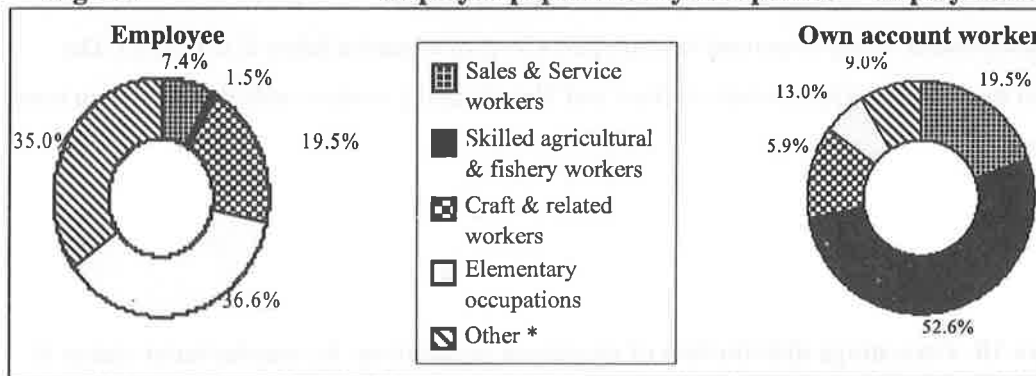 Employee
7.4%
1.5%
19.5%
36.6%
35.0%
Sales & Service
workers
Skilled agricultural
& fishery workers
Craft & related
workers
Elementary
occupations
Other *
Own account worker
9.0%
19.5%
13.0%
5.9%
52.6%